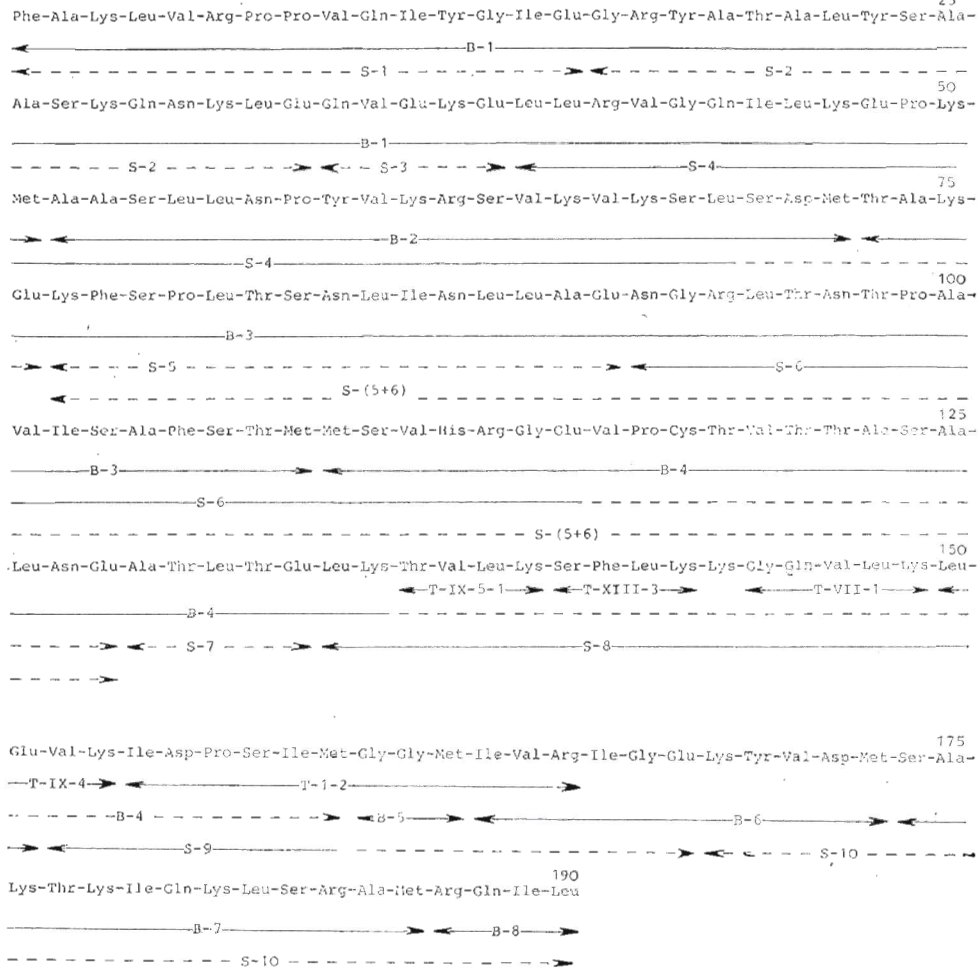 25
Phe-Ala-Lys-Leu-Val-Arg-Pro-Pro-Val-Gln-Ile-Tyr-Gly-Ile-Glu-Gly-Arg-Tyr-Ala-Thr-Ala-Leu-Tyr-Ser-Ala-
B-1
S-1 S-2
50
Ala-Ser-Lys-Gln-Asn-Lys-Leu-Glu-Gln-Val-Glu-Lys-Glu-Leu-Leu-Arg-Val-Gly-Gln-Ile-Leu-Lys-Glu-Pro-Lys-
B-1
S-2 S-3 S-4
75
Met-Ala-Ala-Ser-Leu-Leu-Asn-Pro-Tyr-Val-Lys-Arg-Ser-Val-Lys-Val-Lys-Ser-Leu-Ser-Asp-Met-Thr-Ala-Lys-
B-2
S-4
100
Glu-Lys-Phe-Ser-Pro-Leu-Thr-Ser-Asn-Leu-Ile-Asn-Leu-Leu-Ala-Glu-Asn-Gly-Arg-Leu-Thr-Asn-Thr-Pro-Ala-
B-3
S-5 S-6
S-(5+6)
125
Val-Ile-Ser-Ala-Phe-Ser-Thr-Met-Met-Ser-Val-His-Arg-Gly-Glu-Val-Pro-Cys-Thr-Val-Thr-Thr-Ala-Ser-Ala-
B-3 B-4
S-6
S-(5+6)
150
Leu-Asn-Glu-Ala-Thr-Leu-Thr-Glu-Leu-Lys-Thr-Val-Leu-Lys-Ser-Phe-Leu-Lys-Lys-Gly-Gln-Val-Leu-Lys-Leu-
T-IX-5-1 T-XIII-3 T-VII-1
B-4
S-7 S-8
175
Glu-Val-Lys-Ile-Asp-Pro-Ser-Ile-Met-Gly-Gly-Met-Ile-Val-Arg-Ile-Gly-Glu-Lys-Tyr-Val-Asp-Met-Ser-Ala-
T-IX-4 T-1-2
B-4 B-5 B-6
S-9 S-10
190
Lys-Thr-Lys-Ile-Gln-Lys-Leu-Ser-Arg-Ala-Met-Arg-Gln-Ile-Leu
B-7 B-8
S-10